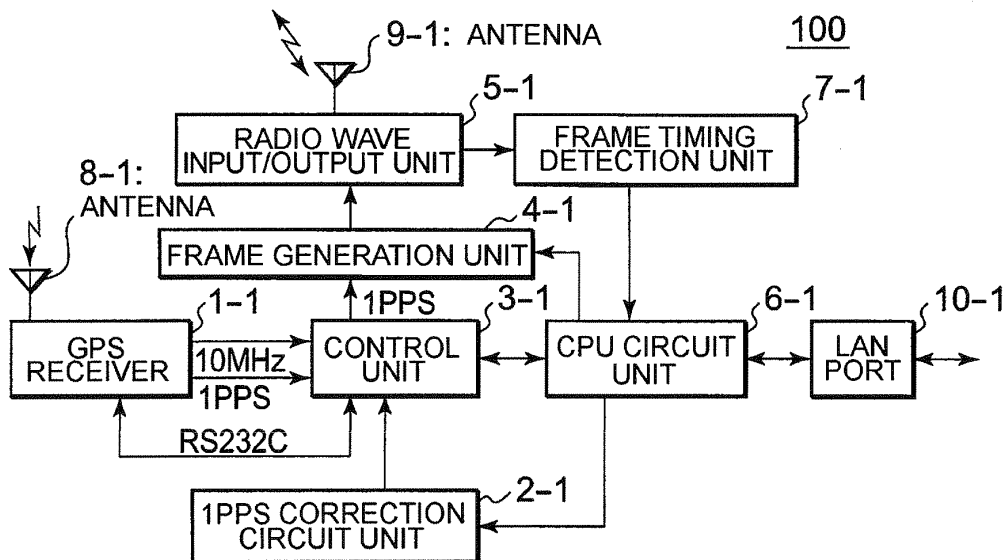 100
9-1: ANTENNA
5-1
7-1
RADIO WAVE
INPUT/OUTPUT UNIT
FRAME TIMING
DETECTION UNIT
8-1:
ANTENNA
4-1
FRAME GENERATION UNIT
1-1
1PPS
3-1
6-1
10-1
GPS
RECEIVER
10MHz
1PPS
CONTROL
UNIT
CPU CIRCUIT
UNIT
LAN
PORT
RS232C
2-1
1PPS CORRECTION
CIRCUIT UNIT